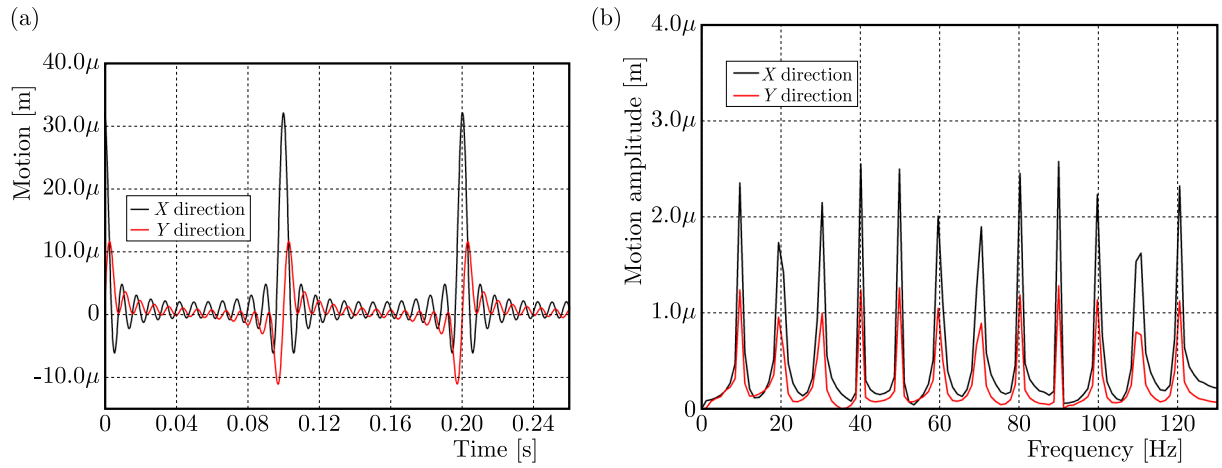 (a)
Motion [m]
40.0μ
30.0μ
20.0μ
10.0μ
0
-10.0μ
X direction
Y direction
0 0.04 0.08 0.12 0.16 0.20 0.24
Time [s]
(b)
Motion amplitude [m]
4.0μ
3.0μ
2.0μ
1.0μ
0
X direction
Y direction
0 20 40 60 80 100 120
Frequency [Hz]